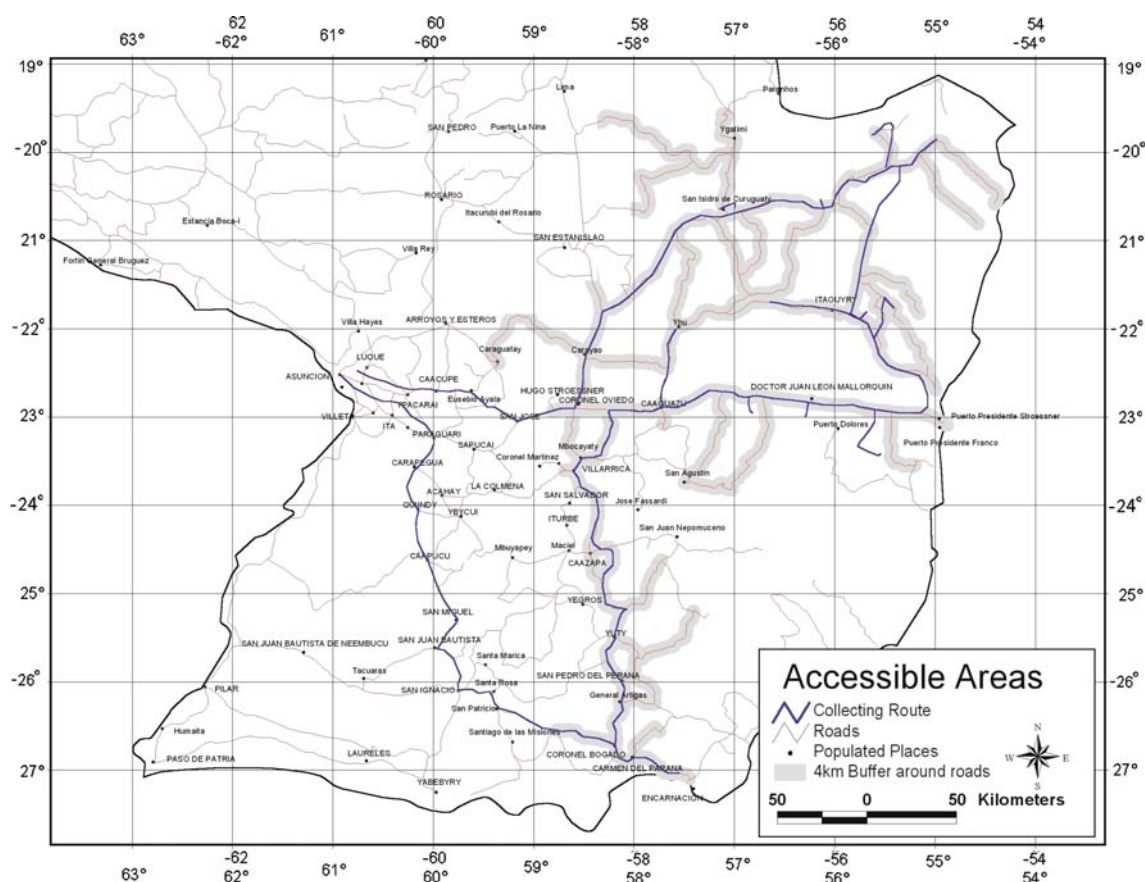 63° 62° 61° 60 59° 58 57° 56° 55° 54
-62° -60° -58° -56° -54°
19° 19°
-20° -20°
21° 21°
-22° -22°
23° 23°
-24° -24°
25° 25°
-26° -26°
27° 27°
Lima
Paranhos
SAN PEDRO
Puerto La Nina
Ygatimi
ROSARIO
San Isidro de Curuguaty
Itacurubi del Rosario
Estancia Boca-I
SAN ESTANISLAO
Villa Rey
Fortin General Bruguez
ITAOUYRY
Villa Hayes
ARROYOS Y ESTEROS
Yhu
Caraguatay
Carayao
LUQUE
ASUNCION
CAACUPE
DOCTOR JUAN LEON MALLORQUIN
HUGO STROESSNER
Eusebio Ayala
CORONEL OVIEDO
CAAGUAZU
YPACARAI
SAN JOSE
VILLETA
Puerto Presidente Stroessner
ITA
Puerto Dolores
PARAGUARI
Puerto Presidente Franco
SAPUCAI
Mbocayaty
Coronel Martinez
CARAPEGUA
VILLARRICA
San Agustin
LA COLMENA
ACAHAY
SAN SALVADOR
Jose Fassardi
QUINDY
YBYCUI
ITURBE
San Juan Nepomuceno
Maciel
Mbuyapey
CAAPUCU
CAAZAPA
YEGROS
SAN MIGUEL
YUTY
SAN JUAN BAUTISTA DE NEEMBUCU
SAN JUAN BAUTISTA
Santa Marica
Tacuaras
SAN PEDRO DEL PERANA
Santa Rosa
PILAR
SAN IGNACIO
General Artigas
San Patricio
Humaita
Santiago de las Misiones
LAURELES
CORONEL BOGADO
PASO DE PATRIA
CARMEN DEL PARANA
YABEBYRY
ENCARNACION
Accessible Areas
Collecting Route
Roads
Populated Places
4km Buffer around roads
N
W E
S
50 0 50 Kilometers
-62 -60 -58 -56 -54
63° 61° 59° 57° 55°
62° 60° 58° 56° 54°